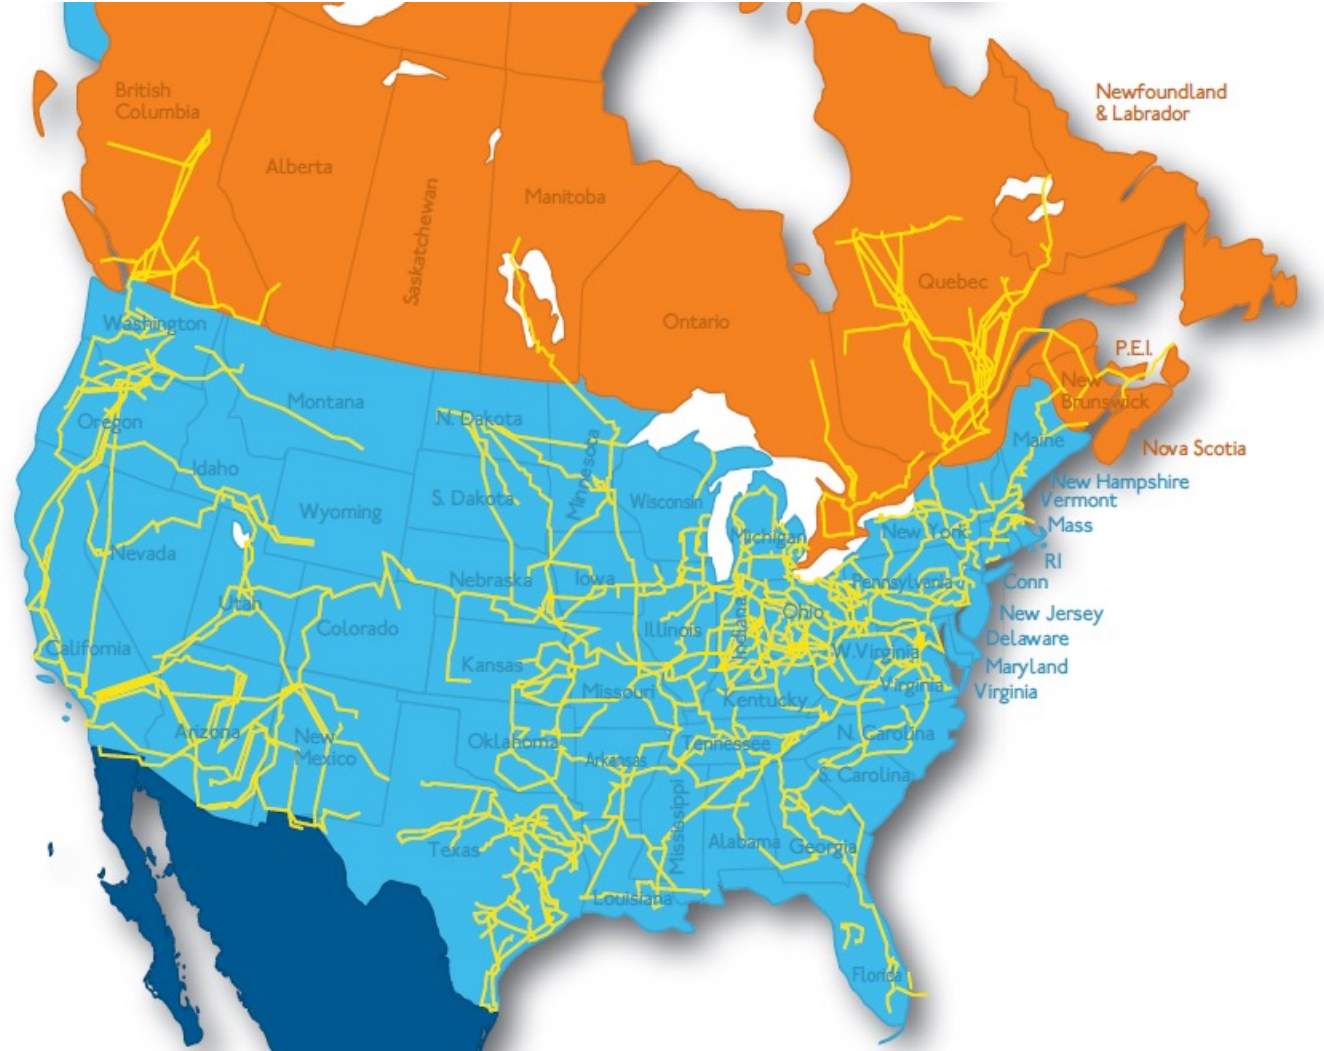 British
Columbia
Alberta
Saskatchewan
Manitoba
Ontario
Quebec
Newfoundland
& Labrador
P.E.I.
New
Brunswick
Nova Scotia
Washington
Oregon
Montana
Idaho
Wyoming
N. Dakota
S. Dakota
Minnesota
Wisconsin
Michigan
New York
Maine
New Hampshire
Vermont
Mass
RI
Conn
New Jersey
Delaware
Maryland
Virginia
Nevada
Utah
California
Colorado
Nebraska
Iowa
Kansas
Illinois
Indiana
Ohio
Pennsylvania
W.Virginia
Virginia
Missouri
Kentucky
Arizona
New
Mexico
Oklahoma
Arkansas
Tennessee
N. Carolina
S. Carolina
Texas
Louisiana
Mississippi
Alabama
Georgia
Florida